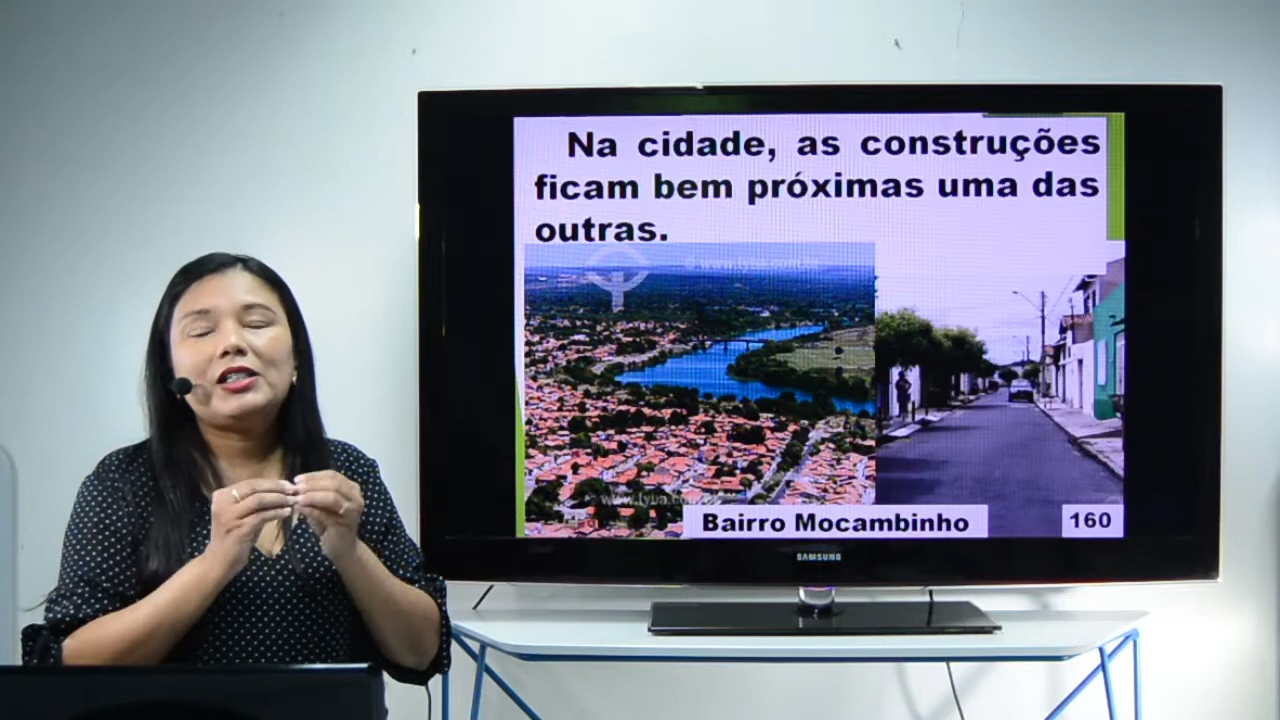 Na cidade, as construções
ficam bem próximas uma das
outras.
Bairro Mocambinho
160
SAMSUNG